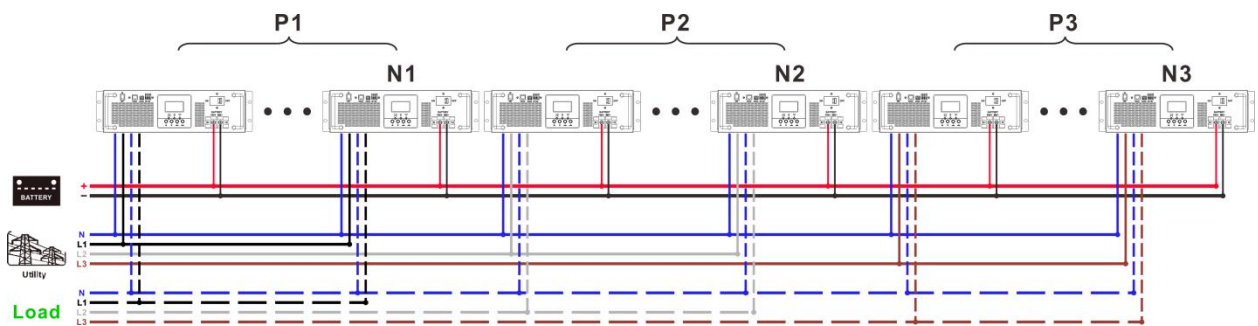 P1 P2 P3
N1 N2 N3
+
BATTERY
−
N
L1
L2
L3
Utility
N
L1
Load
L2
L3